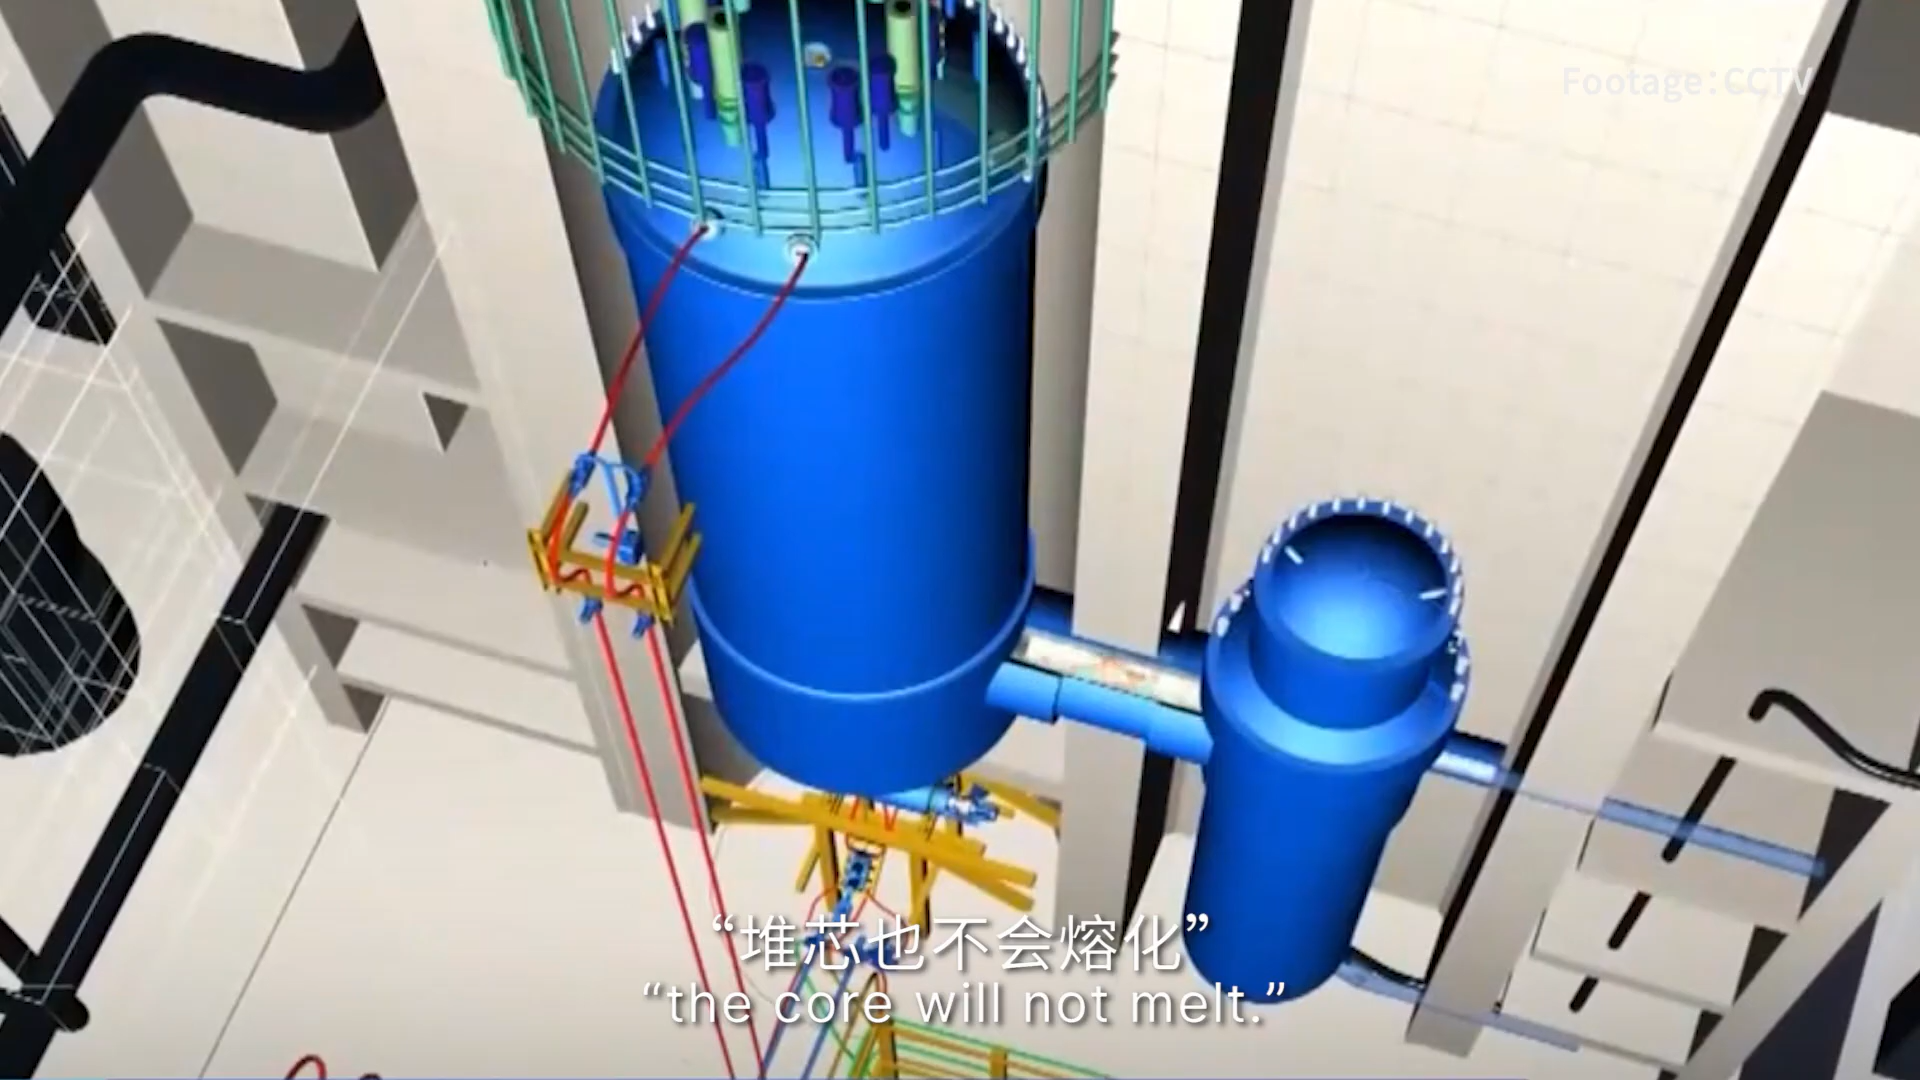 Footage: CCTV
“堆芯也不会熔化”
“the core will not melt.”